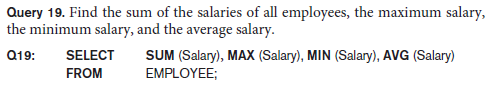 Query 19. Find the sum of the salaries of all employees, the maximum salary,
the minimum salary, and the average salary.
Q19: SELECT SUM (Salary), MAX (Salary), MIN (Salary), AVG (Salary)
FROM EMPLOYEE;